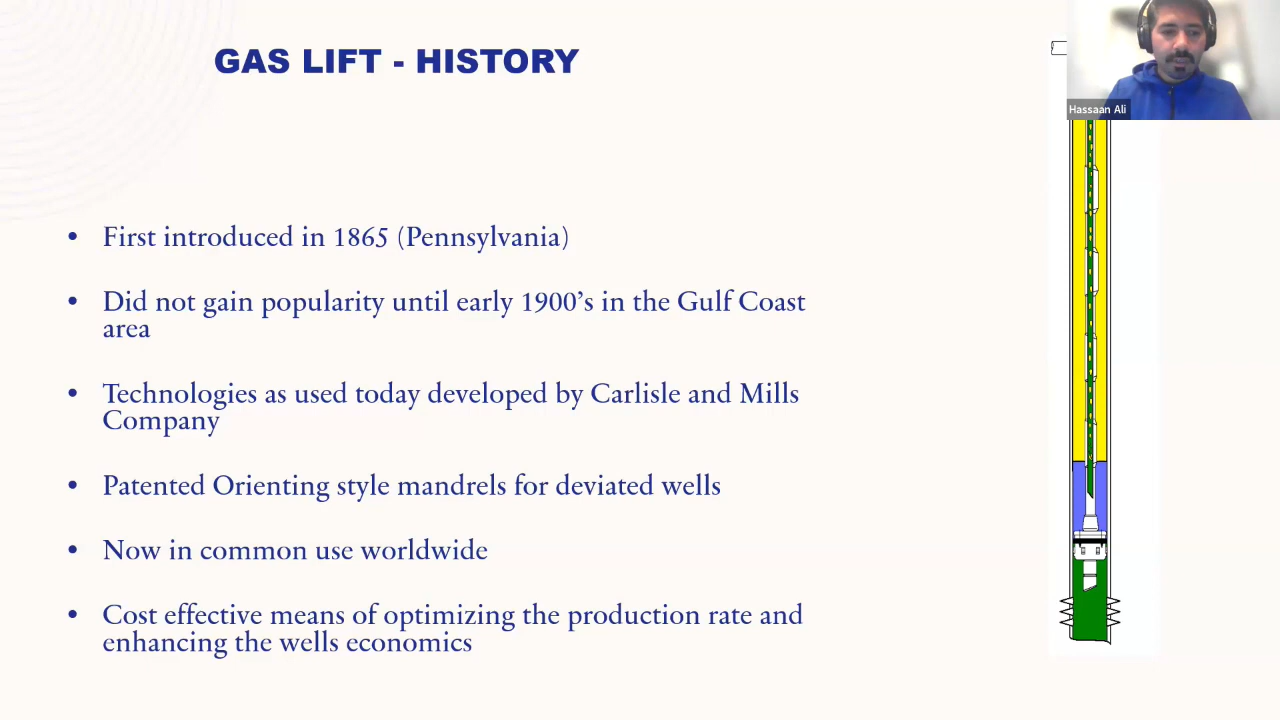 GAS LIFT - HISTORY
Hassaan Ali
• First introduced in 1865 (Pennsylvania)
• Did not gain popularity until early 1900’s in the Gulf Coast
area
• Technologies as used today developed by Carlisle and Mills
Company
• Patented Orienting style mandrels for deviated wells
• Now in common use worldwide
• Cost effective means of optimizing the production rate and
enhancing the wells economics